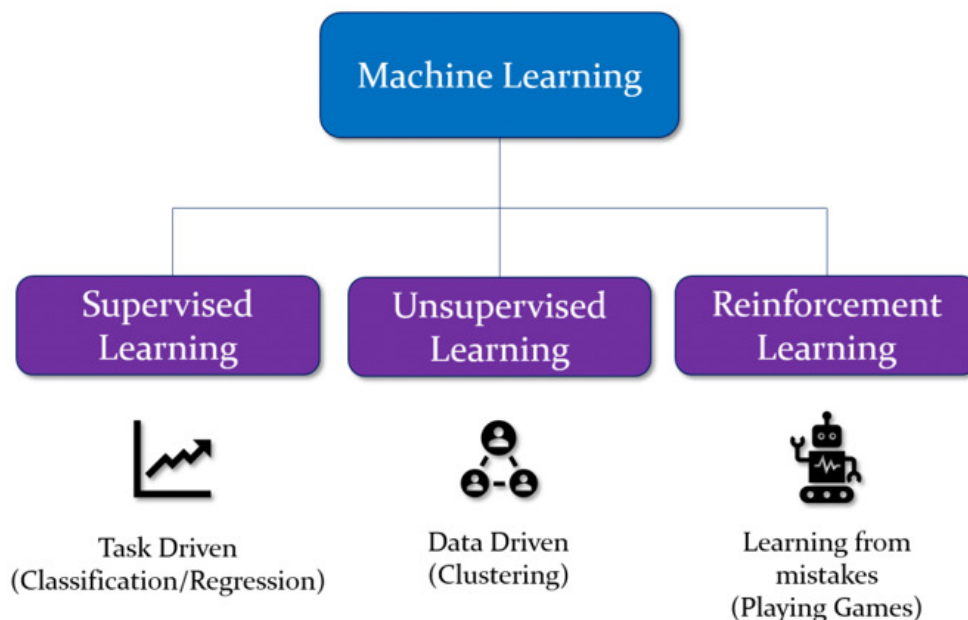 Machine Learning
Supervised
Learning
Unsupervised
Learning
Reinforcement
Learning
Task Driven
(Classification/Regression)
Data Driven
(Clustering)
Learning from
mistakes
(Playing Games)